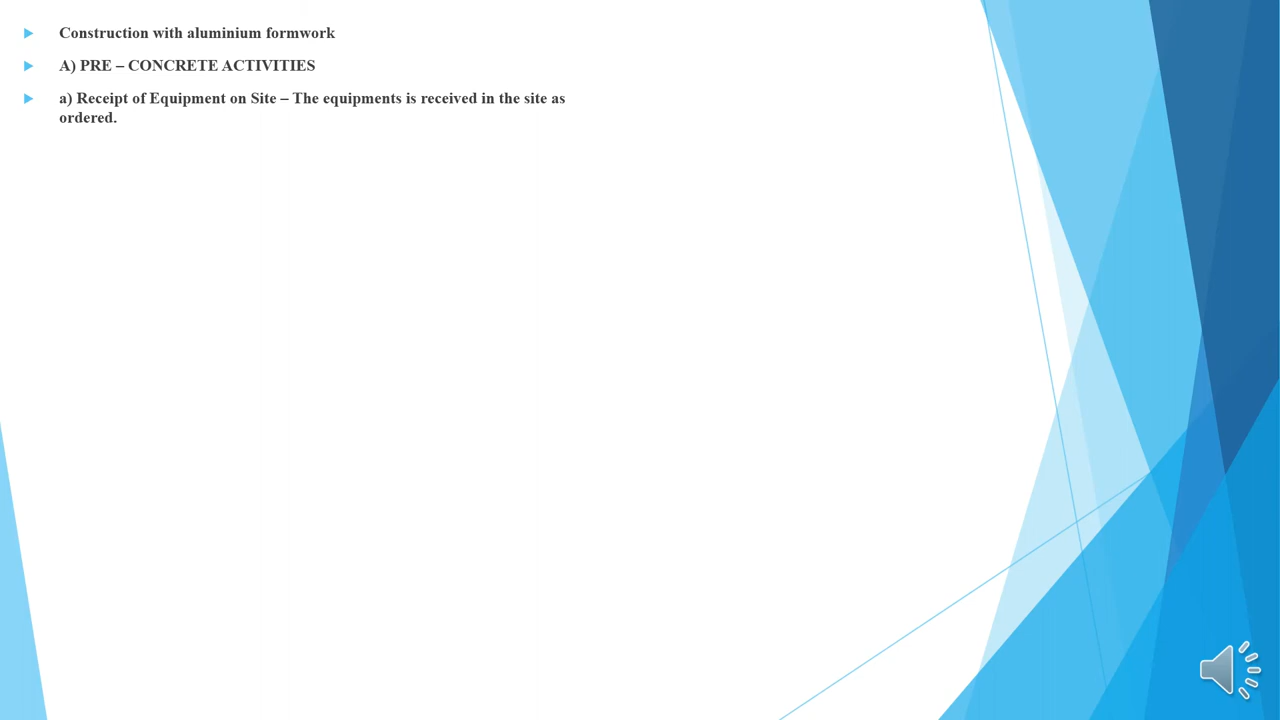 Construction with aluminium formwork
A) PRE – CONCRETE ACTIVITIES
a) Receipt of Equipment on Site – The equipments is received in the site as
ordered.